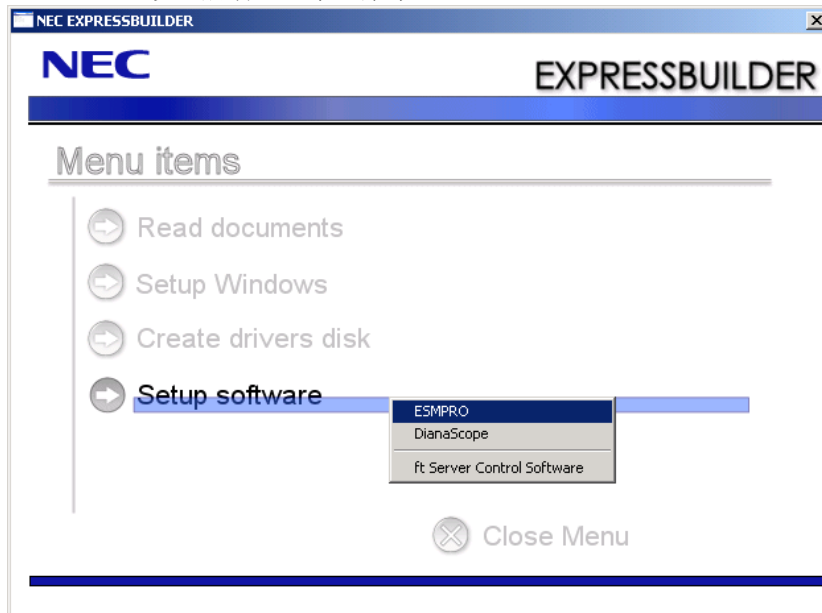 NEC EXPRESSBUILDER
NEC
EXPRESSBUILDER
Menu items
Read documents
Setup Windows
Create drivers disk
Setup software
ESMPRO
DianaScope
ft Server Control Software
Close Menu